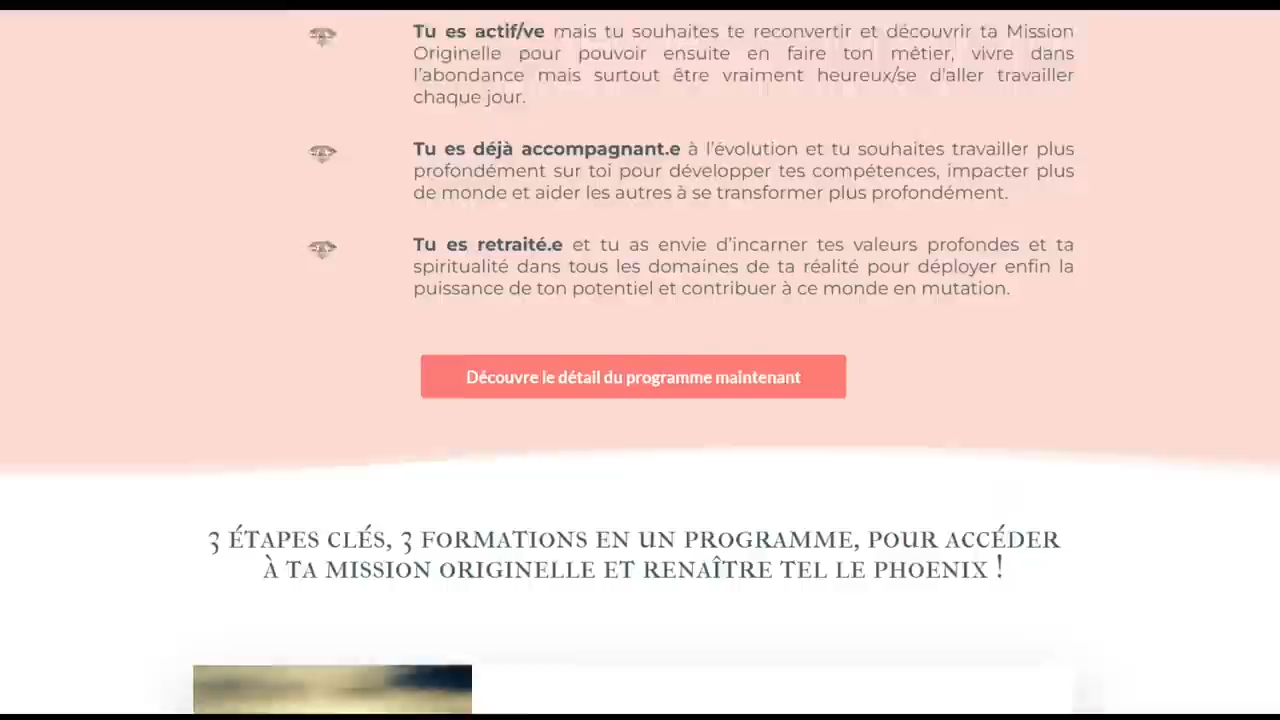 Tu es actif/ve mais tu souhaites te reconvertir et découvrir ta Mission
Originelle pour pouvoir ensuite en faire ton métier, vivre dans
l'abondance mais surtout être vraiment heureux/se d'aller travailler
chaque jour.
Tu es déjà accompagnant.e à l'évolution et tu souhaites travailler plus
profondément sur toi pour développer tes compétences, impacter plus
de monde et aider les autres à se transformer plus profondément.
Tu es retraité.e et tu as envie d'incarner tes valeurs profondes et ta
spiritualité dans tous les domaines de ta réalité pour déployer enfin la
puissance de ton potentiel et contribuer à ce monde en mutation.
Découvre le détail du programme maintenant
3 ÉTAPES CLÉS, 3 FORMATIONS EN UN PROGRAMME, POUR ACCÉDER
À TA MISSION ORIGINELLE ET RENAÎTRE TEL LE PHOENIX !